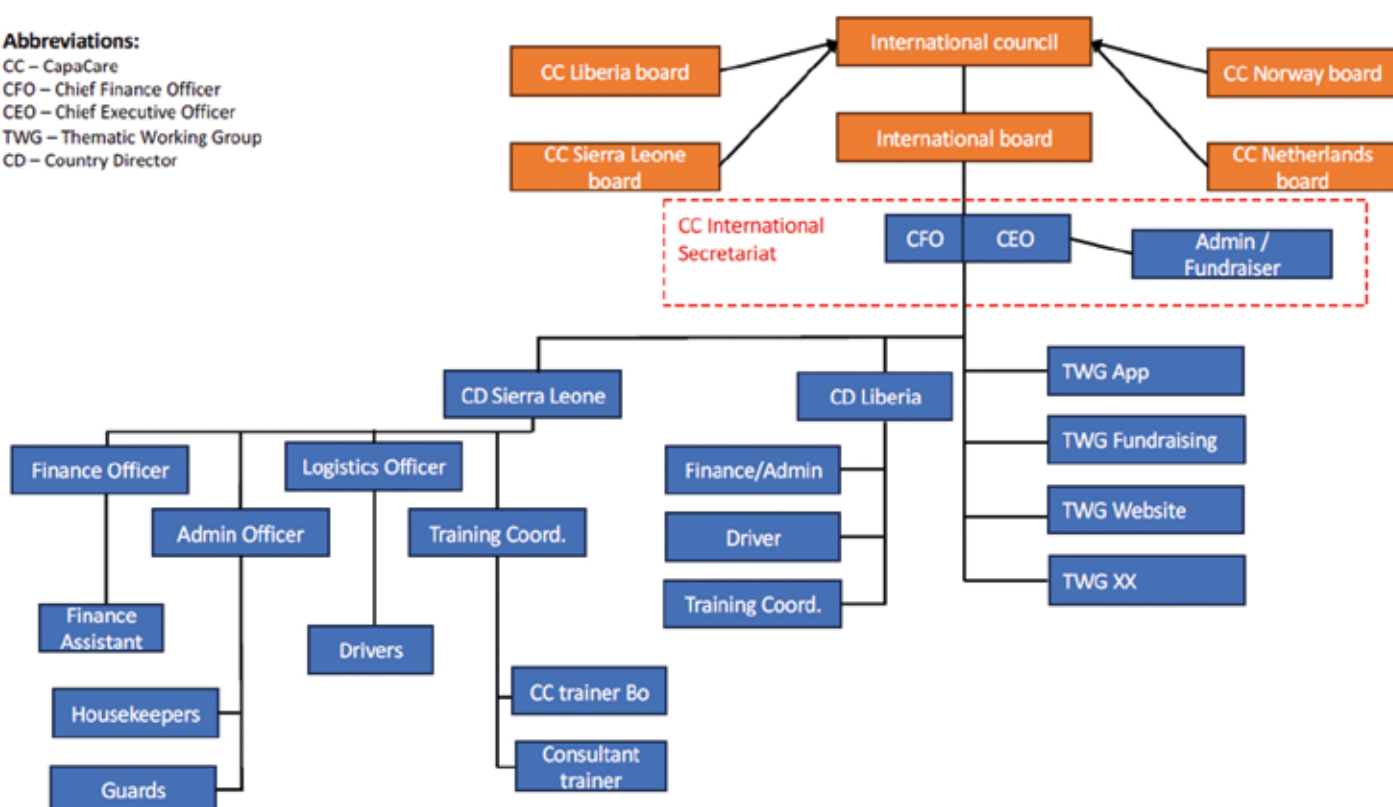 Abbreviations:
CC – CapaCare
CFO – Chief Finance Officer
CEO – Chief Executive Officer
TWG – Thematic Working Group
CD – Country Director
International council
CC Liberia board
CC Norway board
International board
CC Sierra Leone
board
CC Netherlands
board
CC International
Secretariat
CFO
CEO
Admin /
Fundraiser
CD Sierra Leone
CD Liberia
TWG App
TWG Fundraising
TWG Website
TWG XX
Finance Officer
Logistics Officer
Admin Officer
Training Coord.
Finance/Admin
Driver
Training Coord.
Finance
Assistant
Drivers
Housekeepers
Guards
CC trainer Bo
Consultant
trainer